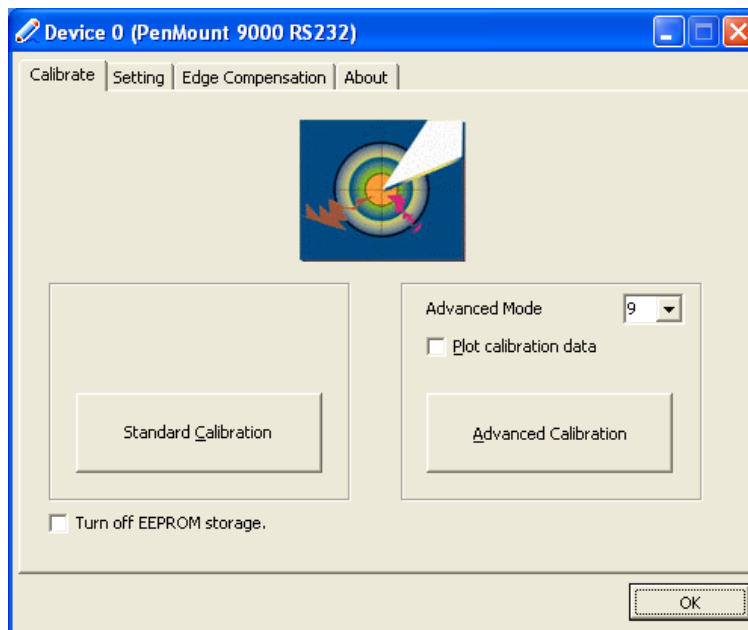 Device 0 (PenMount 9000 RS232)
Calibrate Setting Edge Compensation About
Advanced Mode 9
Plot calibration data
Standard Calibration
Advanced Calibration
Turn off EEPROM storage.
OK